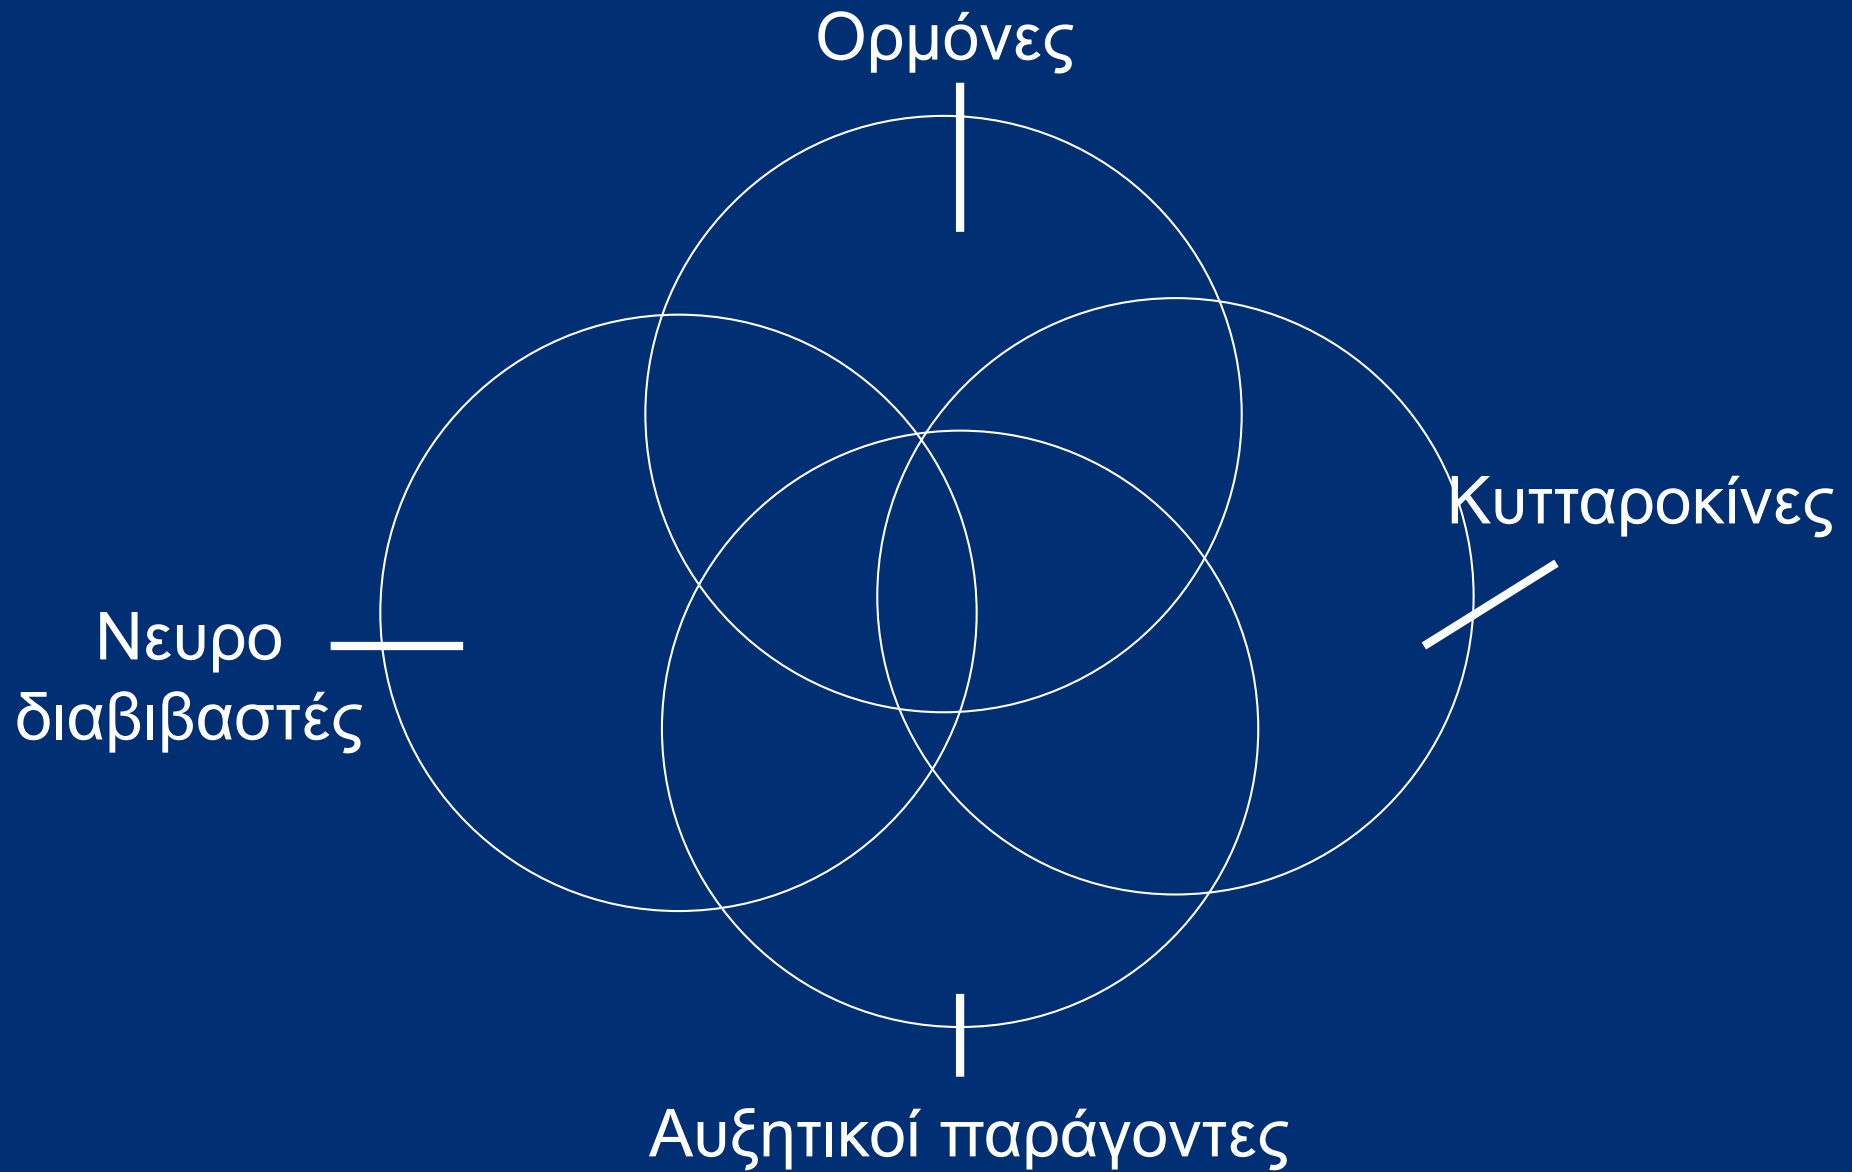 Ορμόνες
Κυτταροκίνες
Νευρο
διαβιβαστές
Αυξητικοί παράγοντες